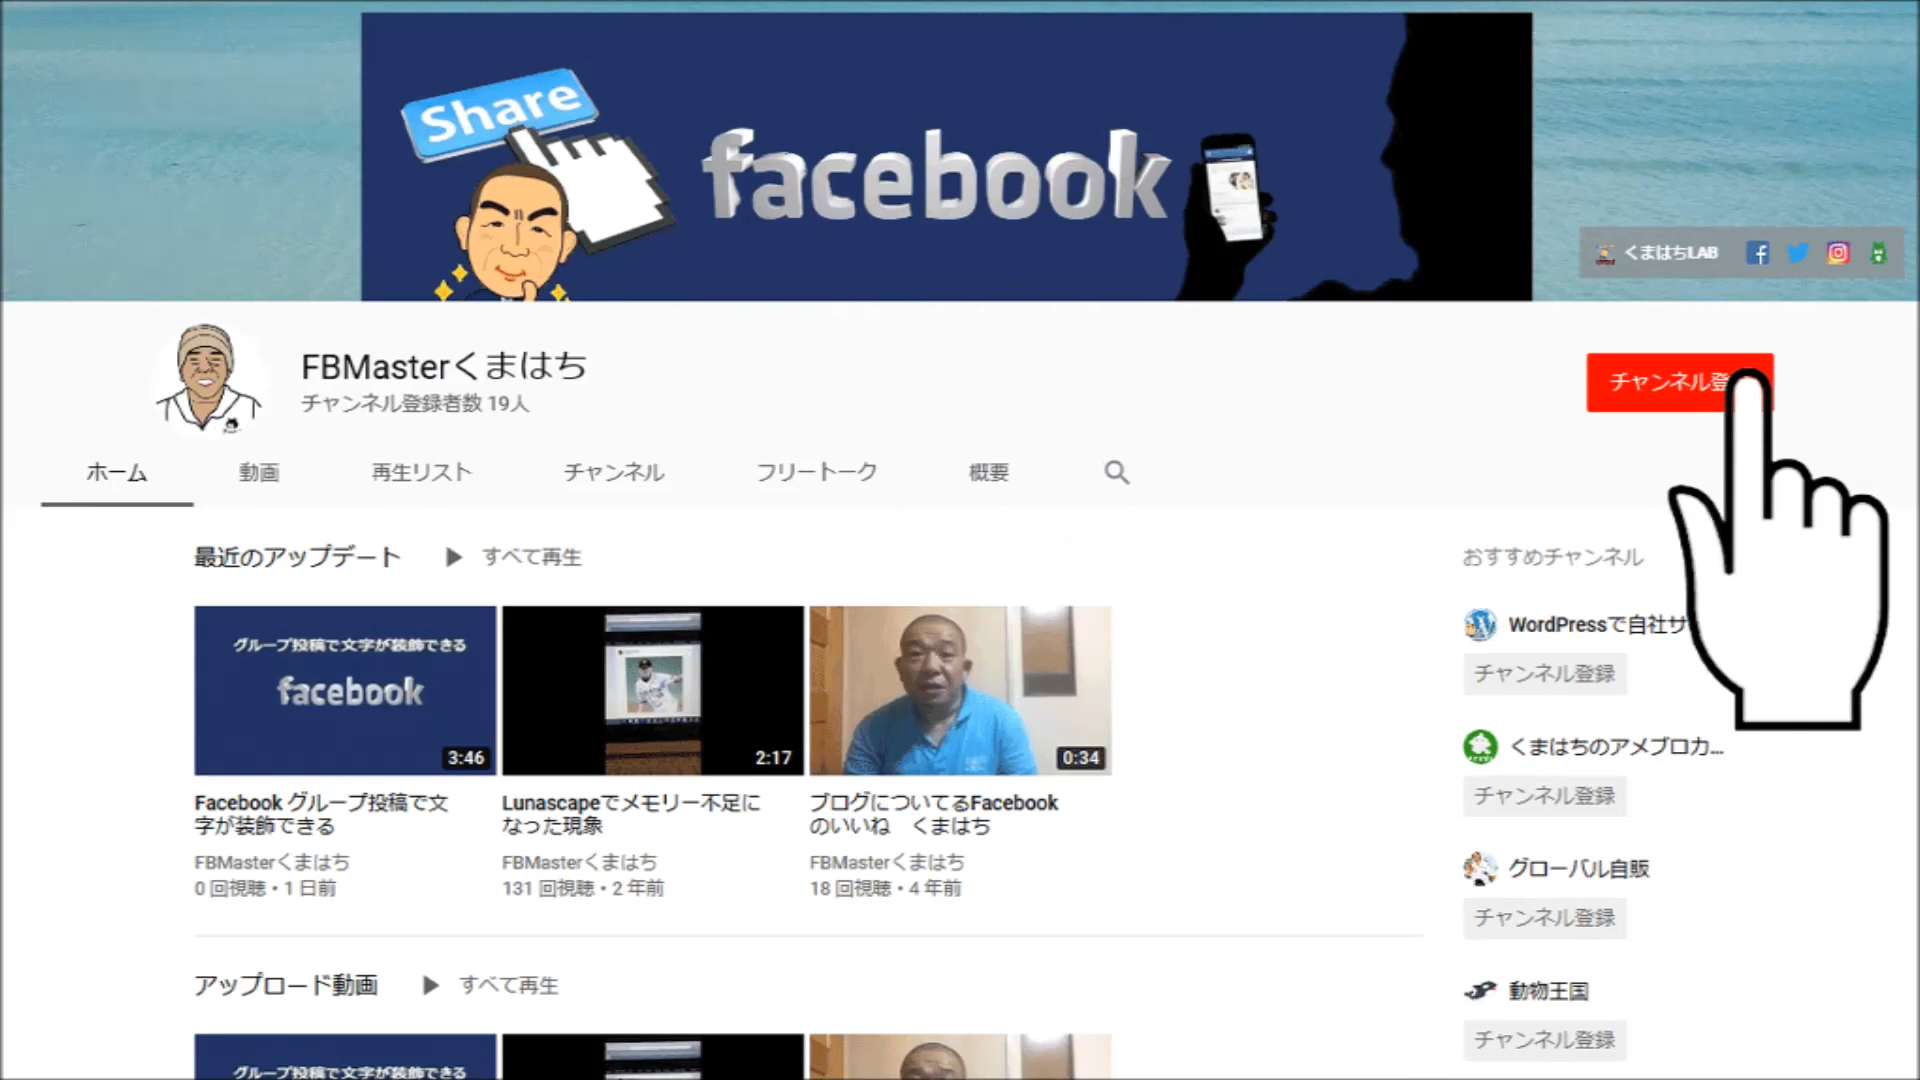 Share
facebook
くまはちLAB
FBMasterくまはち
チャンネル登録者数 19人
チャンネル登
ホーム
動画
再生リスト
チャンネル
フリートーク
概要
最近のアップデート
すべて再生
グループ投稿で文字が装飾できる
facebook
3:46
2:17
0:34
Facebook グループ投稿で文
字が装飾できる
FBMasterくまはち
0 回視聴・1 日前
Lunascapeでメモリー不足に
なった現象
FBMasterくまはち
131 回視聴・2 年前
ブログについてるFacebook
のいいね　くまはち
FBMasterくまはち
18 回視聴・4 年前
おすすめチャンネル
WordPressで自社サ
チャンネル登録
くまはちのアメブロカ...
チャンネル登録
グローバル自販
チャンネル登録
動物王国
チャンネル登録
アップロード動画
すべて再生
グループ投稿で文字が装飾できる